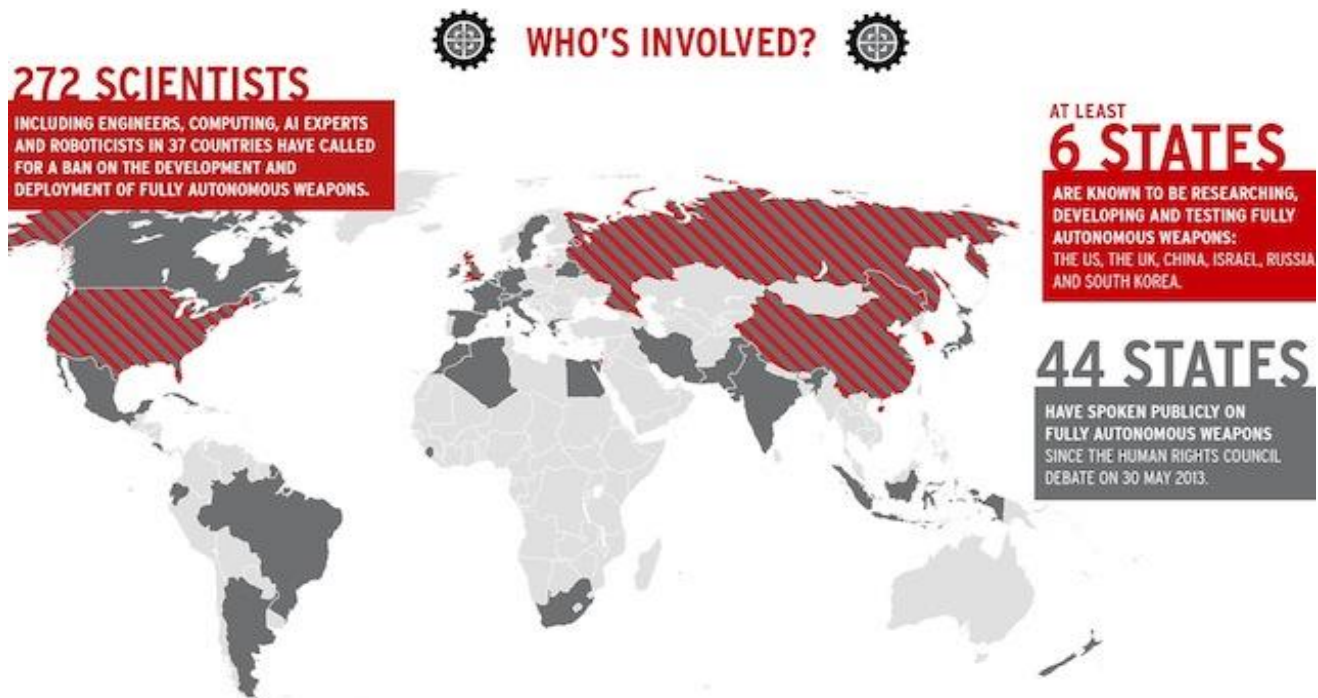 WHO'S INVOLVED?
272 SCIENTISTS
INCLUDING ENGINEERS, COMPUTING, AI EXPERTS
AND ROBOTICISTS IN 37 COUNTRIES HAVE CALLED
FOR A BAN ON THE DEVELOPMENT AND
DEPLOYMENT OF FULLY AUTONOMOUS WEAPONS.
AT LEAST
6 STATES
ARE KNOWN TO BE RESEARCHING,
DEVELOPING AND TESTING FULLY
AUTONOMOUS WEAPONS:
THE US, THE UK, CHINA, ISRAEL, RUSSIA
AND SOUTH KOREA.
44 STATES
HAVE SPOKEN PUBLICLY ON
FULLY AUTONOMOUS WEAPONS
SINCE THE HUMAN RIGHTS COUNCIL
DEBATE ON 30 MAY 2013.